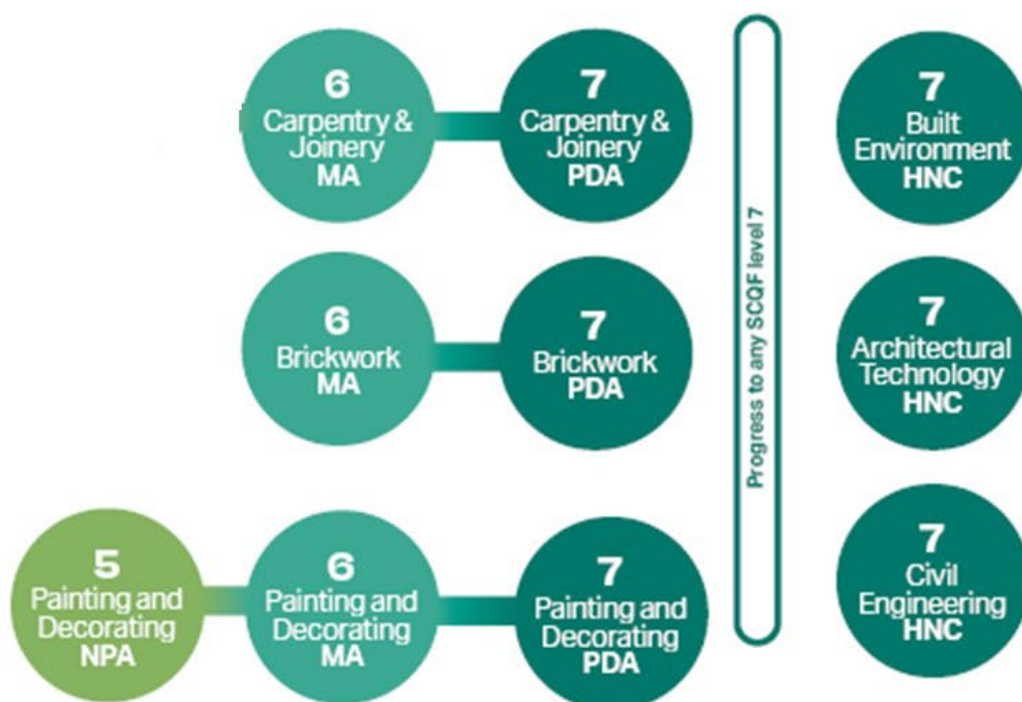 6
Carpentry &
Joinery
MA
7
Carpentry &
Joinery
PDA
6
Brickwork
MA
7
Brickwork
PDA
5
Painting and
Decorating
NPA
6
Painting and
Decorating
MA
7
Painting and
Decorating
PDA
Progress to any SCQF level 7
7
Built
Environment
HNC
7
Architectural
Technology
HNC
7
Civil
Engineering
HNC